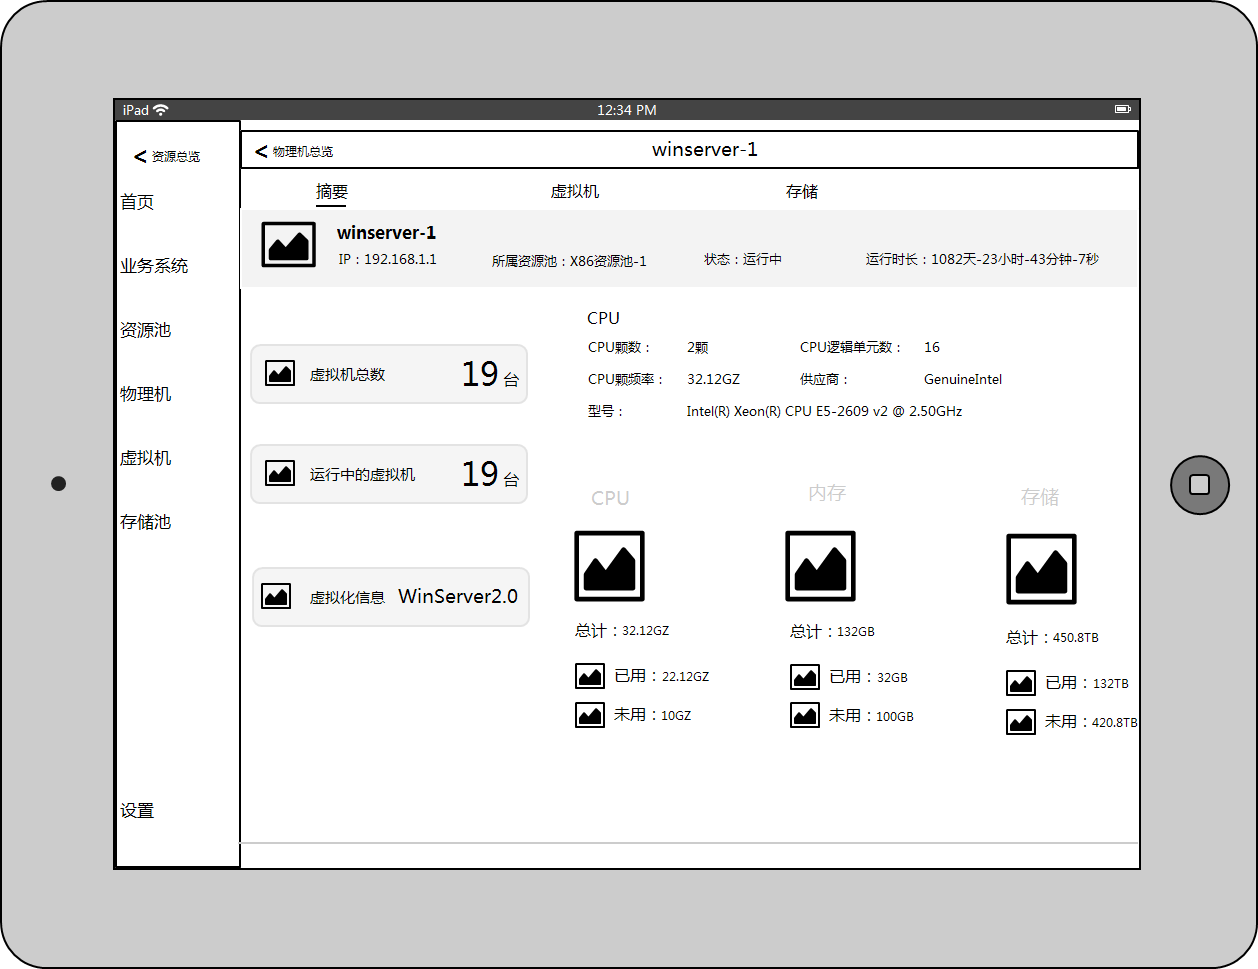 iPad 12:34 PM
< 资源总览
首页
业务系统
资源池
物理机
虚拟机
存储池
设置
< 物理机总览 winserver-1
摘要 虚拟机 存储
winserver-1
IP：192.168.1.1 所属资源池：X86资源池-1 状态：运行中 运行时长：1082天-23小时-43分钟-7秒
虚拟机总数 19 台
运行中的虚拟机 19 台
虚拟化信息 WinServer2.0
CPU
CPU颗数： 2颗 CPU逻辑单元数： 16
CPU颗频率： 32.12GZ 供应商： GenuineIntel
型号： Intel(R) Xeon(R) CPU E5-2609 v2 @ 2.50GHz
CPU
总计：32.12GZ
已用：22.12GZ
未用：10GZ
内存
总计：132GB
已用：32GB
未用：100GB
存储
总计：450.8TB
已用：132TB
未用：420.8TB